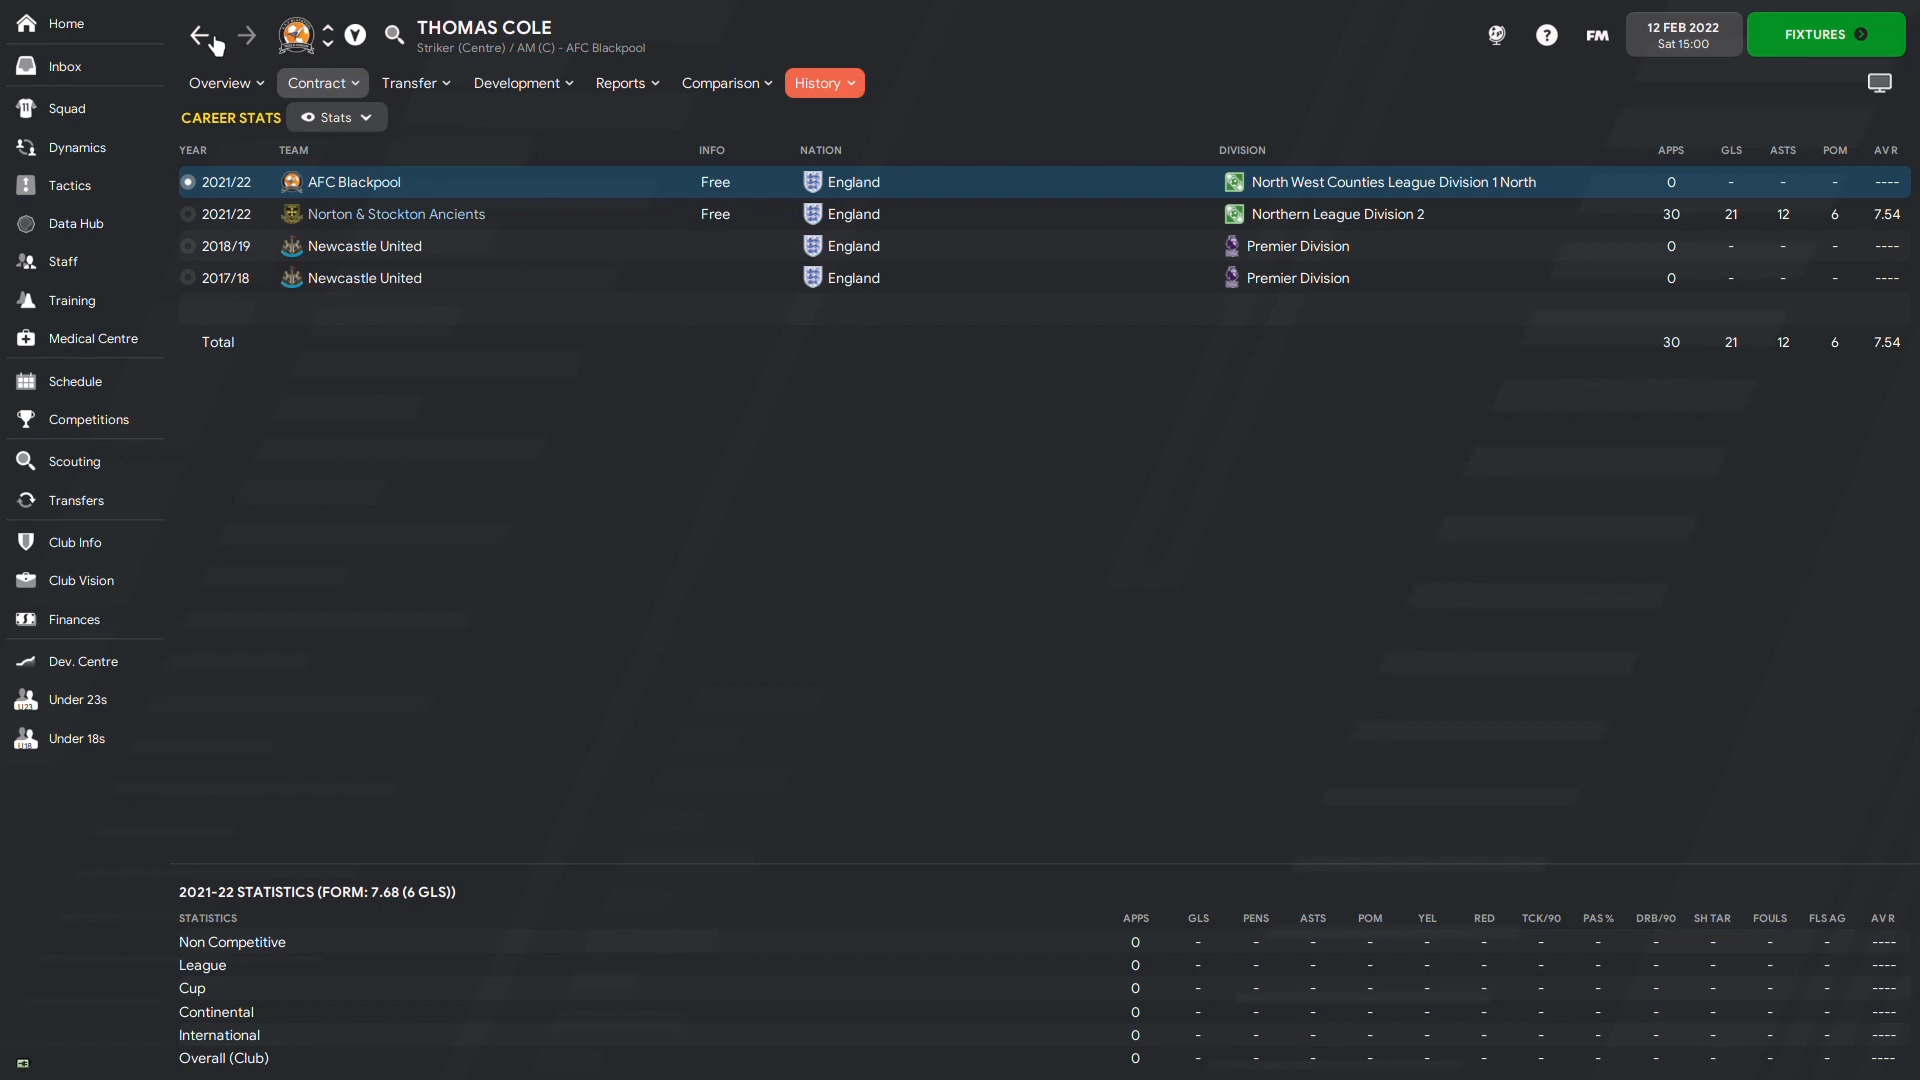 Home
Inbox
Squad
Dynamics
Tactics
Data Hub
Staff
Training
Medical Centre
Schedule
Competitions
Scouting
Transfers
Club Info
Club Vision
Finances
Dev. Centre
Under 23s
Under 18s
THOMAS COLE
Striker (Centre) / AM (C) - AFC Blackpool
FM
12 FEB 2022
Sat 15:00
FIXTURES
Overview Contract Transfer Development Reports Comparison History
CAREER STATS Stats
YEAR TEAM INFO NATION DIVISION APPS GLS ASTS POM AV R
2021/22 AFC Blackpool Free England North West Counties League Division 1 North 0 - - - ----
2021/22 Norton & Stockton Ancients Free England Northern League Division 2 30 21 12 6 7.54
2018/19 Newcastle United England Premier Division 0 - - - ----
2017/18 Newcastle United England Premier Division 0 - - - ----
Total 30 21 12 6 7.54
2021-22 STATISTICS (FORM: 7.68 (6 GLS))
STATISTICS APPS GLS PENS ASTS POM YEL RED TCK/90 PAS % DRB/90 SH TAR FOULS FLS AG AV R
Non Competitive 0 - - - - - - - - - - - - ----
League 0 - - - - - - - - - - - - ----
Cup 0 - - - - - - - - - - - - ----
Continental 0 - - - - - - - - - - - - ----
International 0 - - - - - - - - - - - - ----
Overall (Club) 0 - - - - - - - - - - - - ----